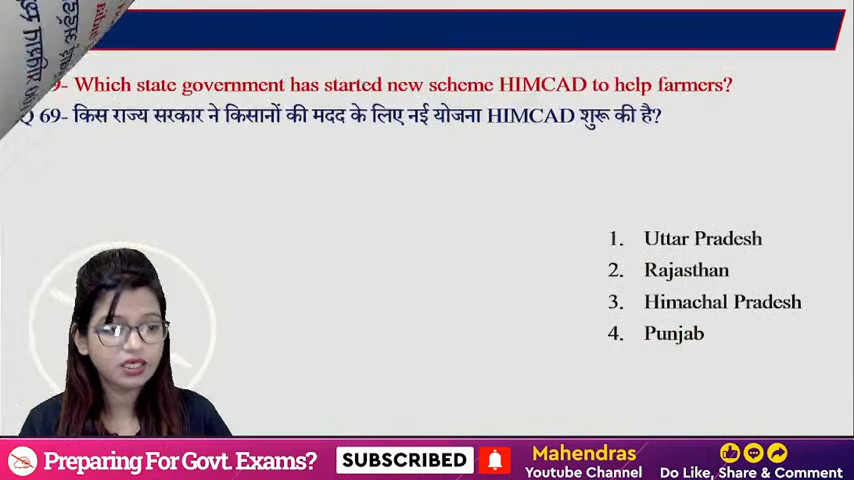 9- Which state government has started new scheme HIMCAD to help farmers?
Q 69- किस राज्य सरकार ने किसानों की मदद के लिए नई योजना HIMCAD शुरू की है?
1. Uttar Pradesh
2. Rajasthan
3. Himachal Pradesh
4. Punjab
Preparing For Govt. Exams?
SUBSCRIBED
Mahendras
Youtube Channel
Do Like, Share & Comment